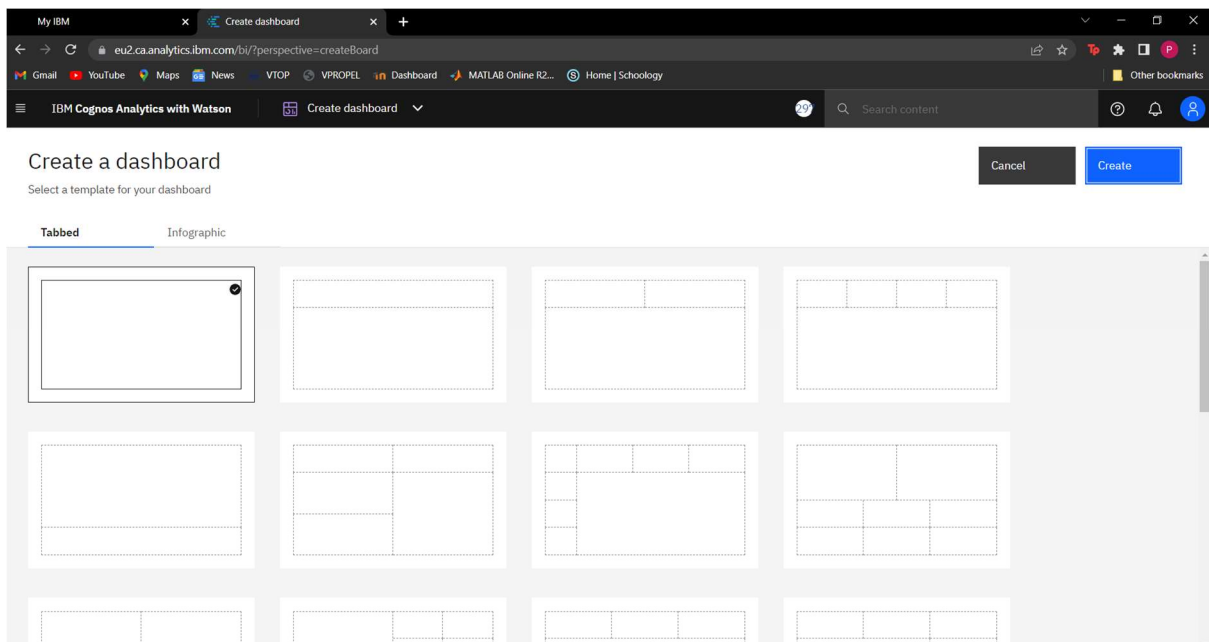 My IBM
Create dashboard
eu2.ca.analytics.ibm.com/bi/?perspective=createBoard
Tp
P
Gmail YouTube Maps News VTOP VPROPEL Dashboard MATLAB Online R2... Home | Schoology Other bookmarks
IBM Cognos Analytics with Watson Create dashboard Search content
Create a dashboard
Cancel Create
Select a template for your dashboard
Tabbed Infographic